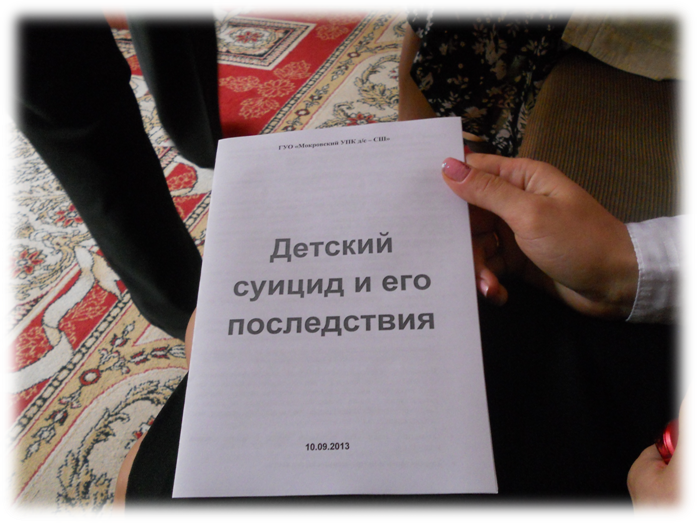 ГУО «Мокровский УПК д/с – СШ»
Детский
суицид и его
последствия
10.09.2013